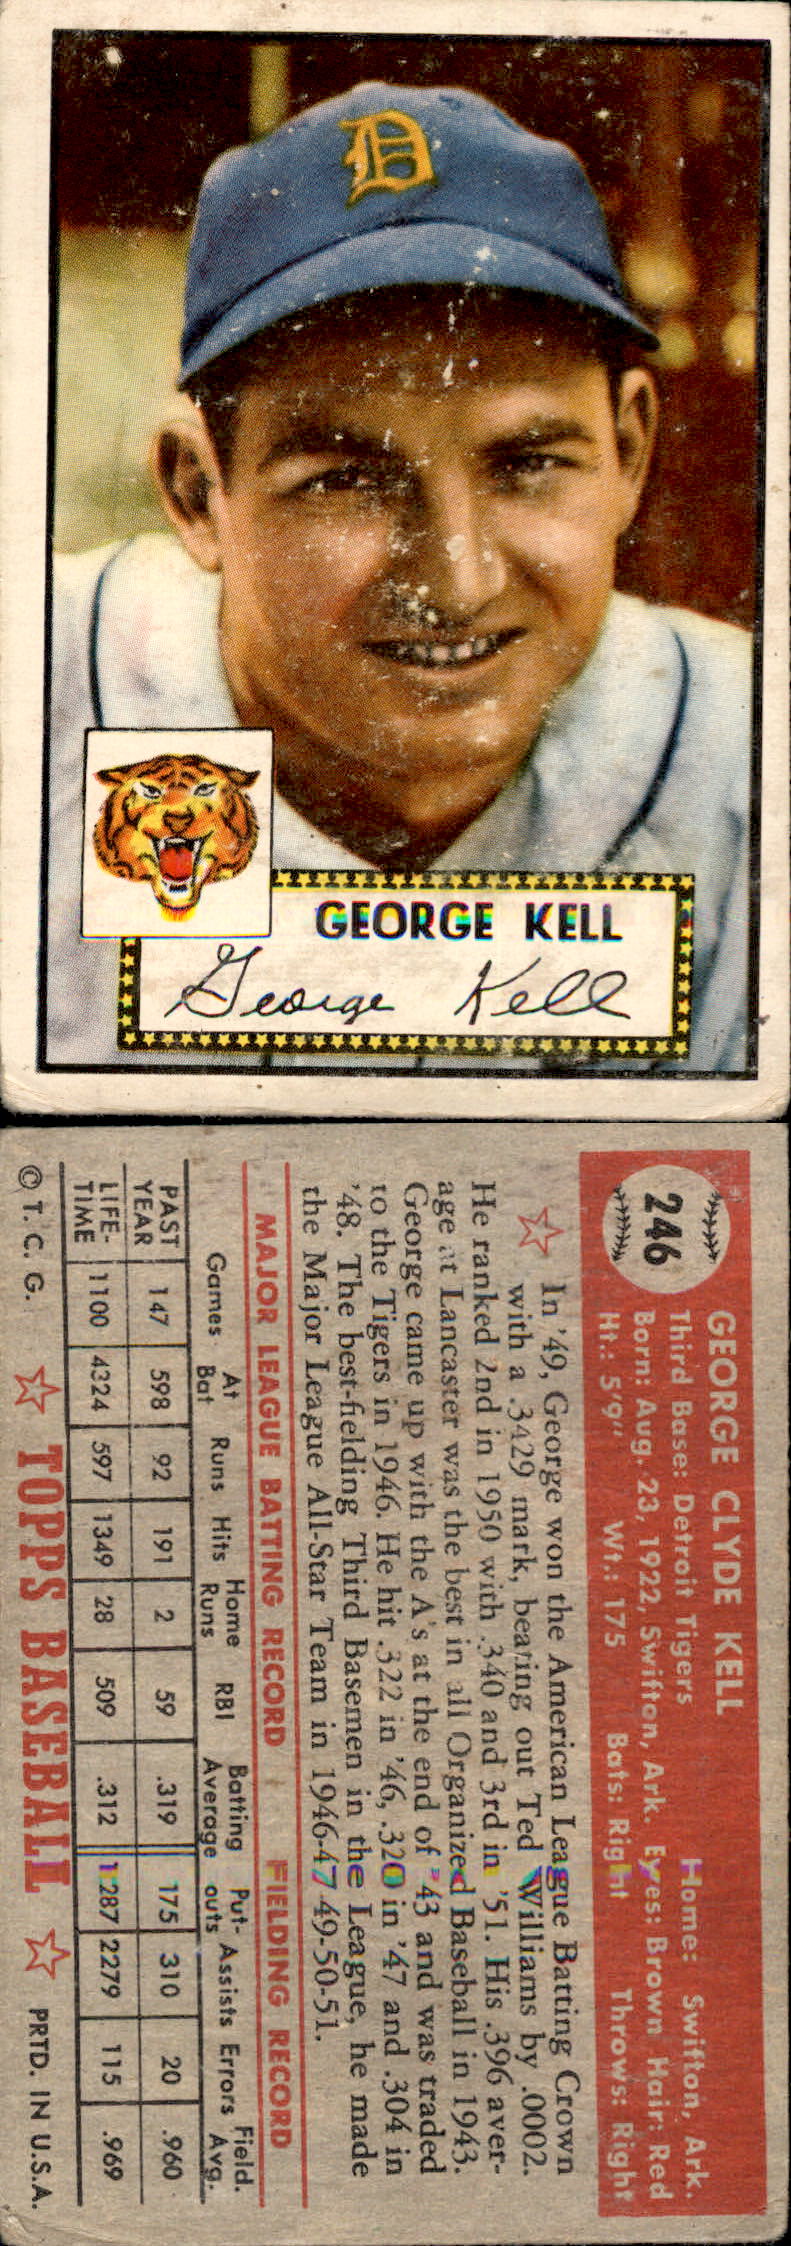 D
GEORGE KELL
George Kell
246
GEORGE CLYDE KELL
Third Base: Detroit Tigers Home: Swifton, Ark.
Born: Aug. 23, 1922, Swifton, Ark. Eyes: Brown Hair: Red
Ht.: 5'9" Wt.: 175 Bats: Right Throws: Right
In '49, George won the American League Batting Crown
with a .3429 mark, beating out Ted Williams by .0002.
He ranked 2nd in 1950 with .340 and 3rd in '51. His .396 aver-
age at Lancaster was the best in all Organized Baseball in 1943.
George came up with the A's at the end of '43 and was traded
to the Tigers in 1946. He hit .322 in '46, .320 in '47 and .304 in
'48. The best-fielding Third Basemen in the League, he made
the Major League All-Star Team in 1946-47-49-50-51.
MAJOR LEAGUE BATTING RECORD FIELDING RECORD
Games At Bat Runs Hits Home Runs RBI Batting Average Put-outs Assists Errors Field. Avg.
PAST YEAR 147 598 92 191 2 59 .319 175 310 20 .960
LIFE-TIME 1100 4324 597 1349 28 509 .312 1287 2279 115 .969
© T. C. G. TOPPS BASEBALL PRTD. IN U.S.A.